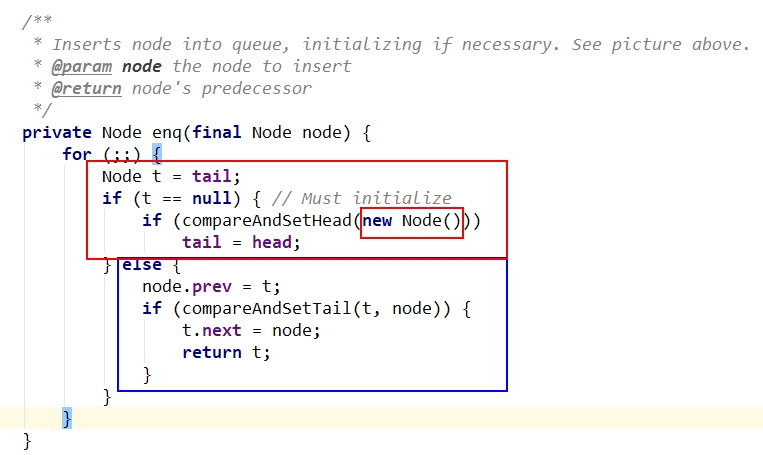 /**
 * Inserts node into queue, initializing if necessary. See picture above.
 * @param node the node to insert
 * @return node's predecessor
 */
private Node enq(final Node node) {
    for (;;) {
        Node t = tail;
        if (t == null) { // Must initialize
            if (compareAndSetHead(new Node()))
                tail = head;
        } else {
            node.prev = t;
            if (compareAndSetTail(t, node)) {
                t.next = node;
                return t;
            }
        }
    }
}